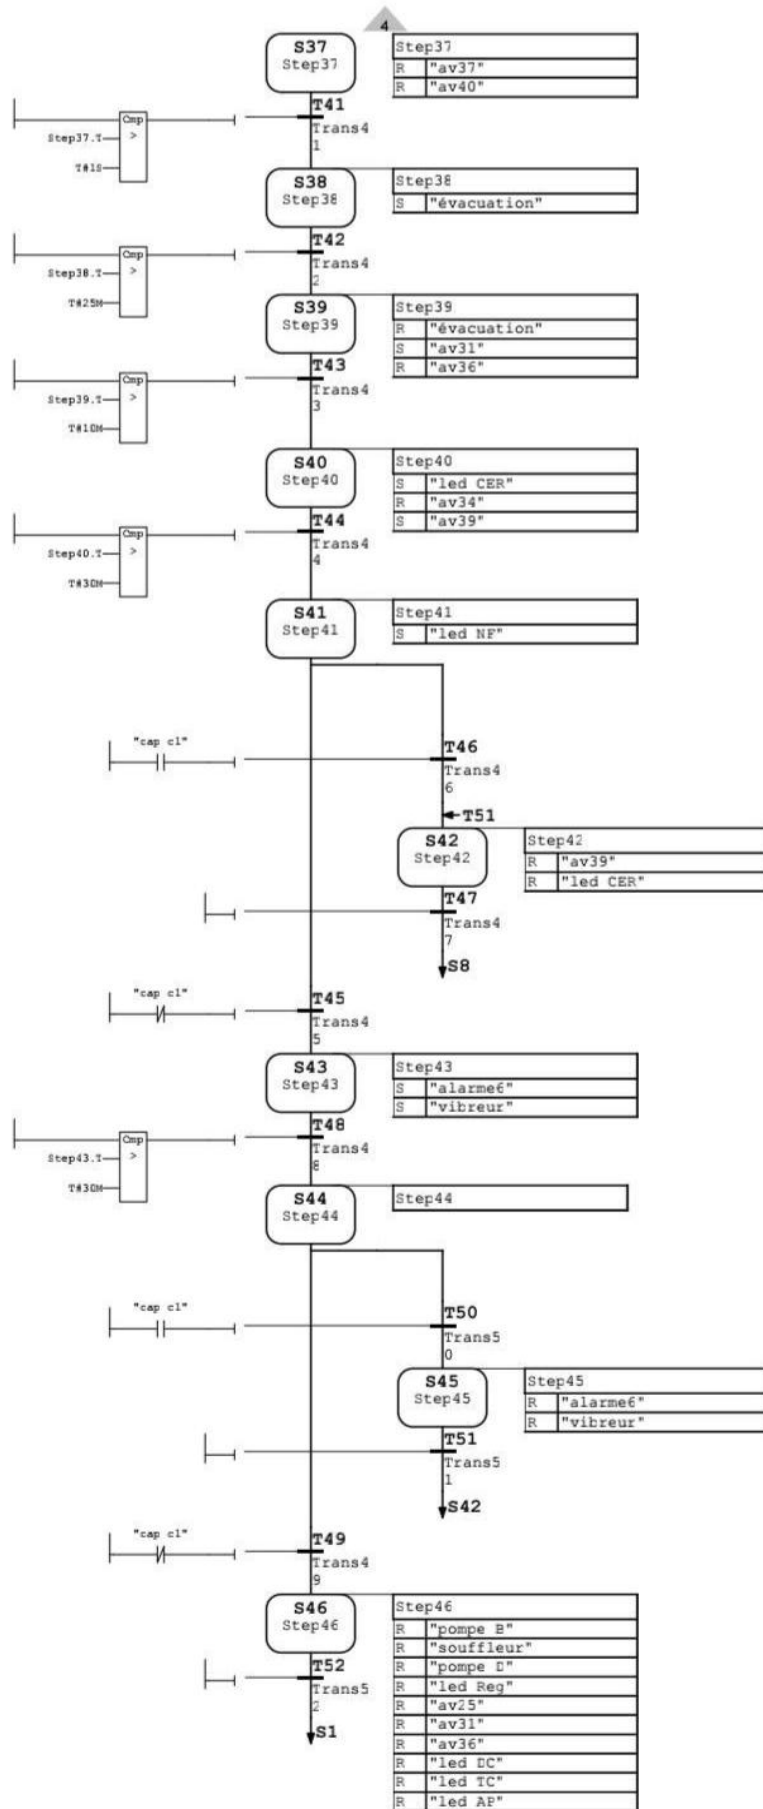 4
S37
Step37
Step37
R "av37"
R "av40"
T41
Trans4
1
Cmp
>
Step37.T
T#1S
S38
Step38
Step38
S "évacuation"
T42
Trans4
2
Cmp
>
Step38.T
T#25M
S39
Step39
Step39
R "évacuation"
S "av31"
R "av36"
T43
Trans4
3
Cmp
>
Step39.T
T#10M
S40
Step40
Step40
S "led CER"
R "av34"
S "av39"
T44
Trans4
4
Cmp
>
Step40.T
T#30M
S41
Step41
Step41
S "led NF"
"cap c1"
T46
Trans4
6
T51
S42
Step42
Step42
R "av39"
R "led CER"
T47
Trans4
7
S8
"cap c1"
T45
Trans4
5
S43
Step43
Step43
S "alarme6"
S "vibreur"
T48
Trans4
8
Cmp
>
Step43.T
T#30M
S44
Step44
Step44
"cap c1"
T50
Trans5
0
S45
Step45
Step45
R "alarme6"
R "vibreur"
T51
Trans5
1
S42
"cap c1"
T49
Trans4
9
S46
Step46
Step46
R "pompe B"
R "souffleur"
R "pompe D"
R "led Reg"
R "av25"
R "av31"
R "av36"
R "led DC"
R "led TC"
R "led AP"
T52
Trans5
2
S1